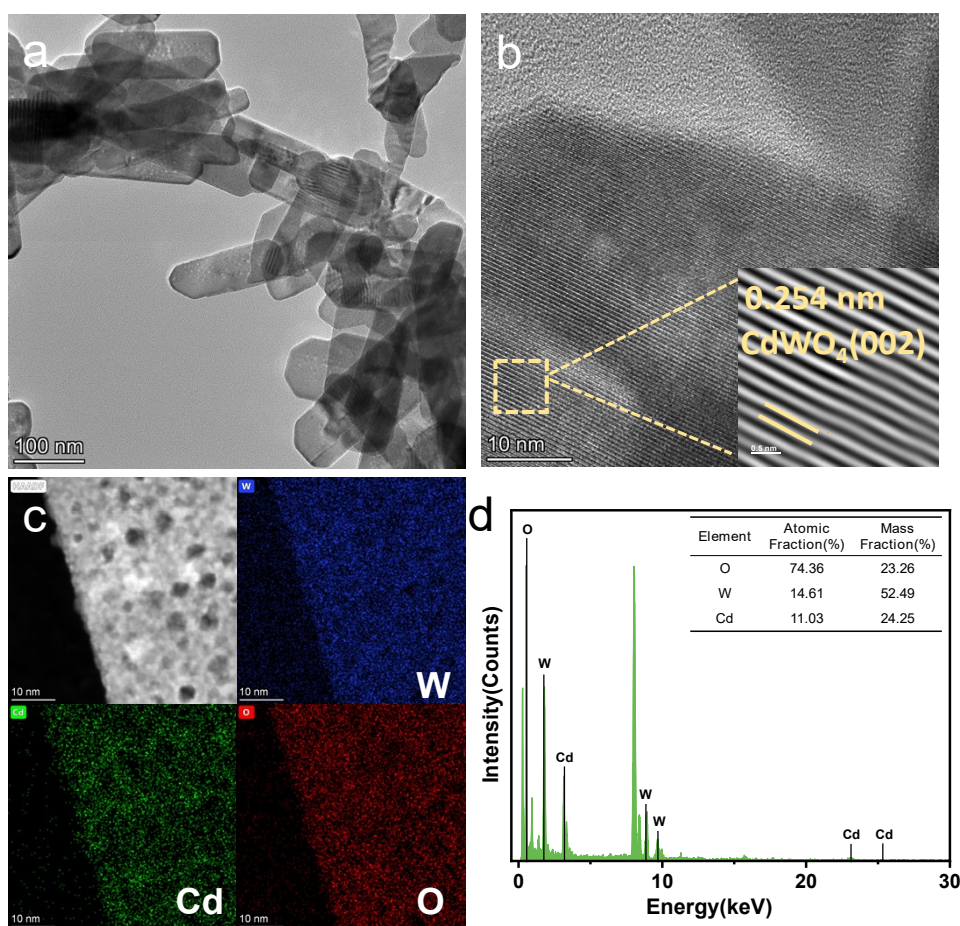 a
100 nm
b
0.254 nm
CdWO₄(002)
10 nm
0.5 nm
c
HAADF
10 nm
W
W
10 nm
Cd
Cd
10 nm
O
O
10 nm
d
Intensity(Counts)
O
W
Cd
W
W
Cd
Cd
Element
Atomic Fraction(%)
Mass Fraction(%)
O 74.36 23.26
W 14.61 52.49
Cd 11.03 24.25
0 10 20 30
Energy(keV)